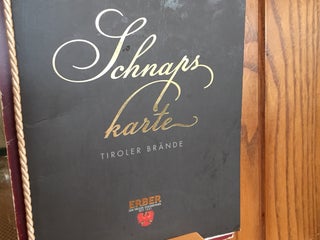 Schnaps
karte
TIROLER BRÄNDE
ERBER